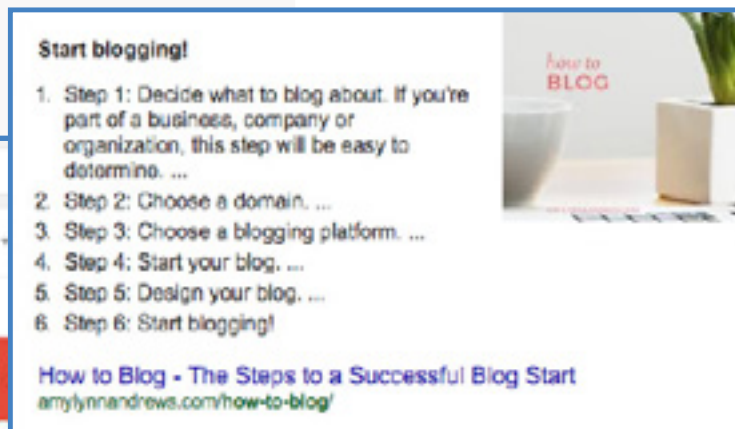 Start blogging!
1. Step 1: Decide what to blog about. If you're
part of a business, company or
organization, this step will be easy to
determine. ...
2. Step 2: Choose a domain. ...
3. Step 3: Choose a blogging platform. ...
4. Step 4: Start your blog. ...
5. Step 5: Design your blog. ...
6. Step 6: Start blogging!
how to
BLOG
How to Blog - The Steps to a Successful Blog Start
amylynnandrews.com/how-to-blog/